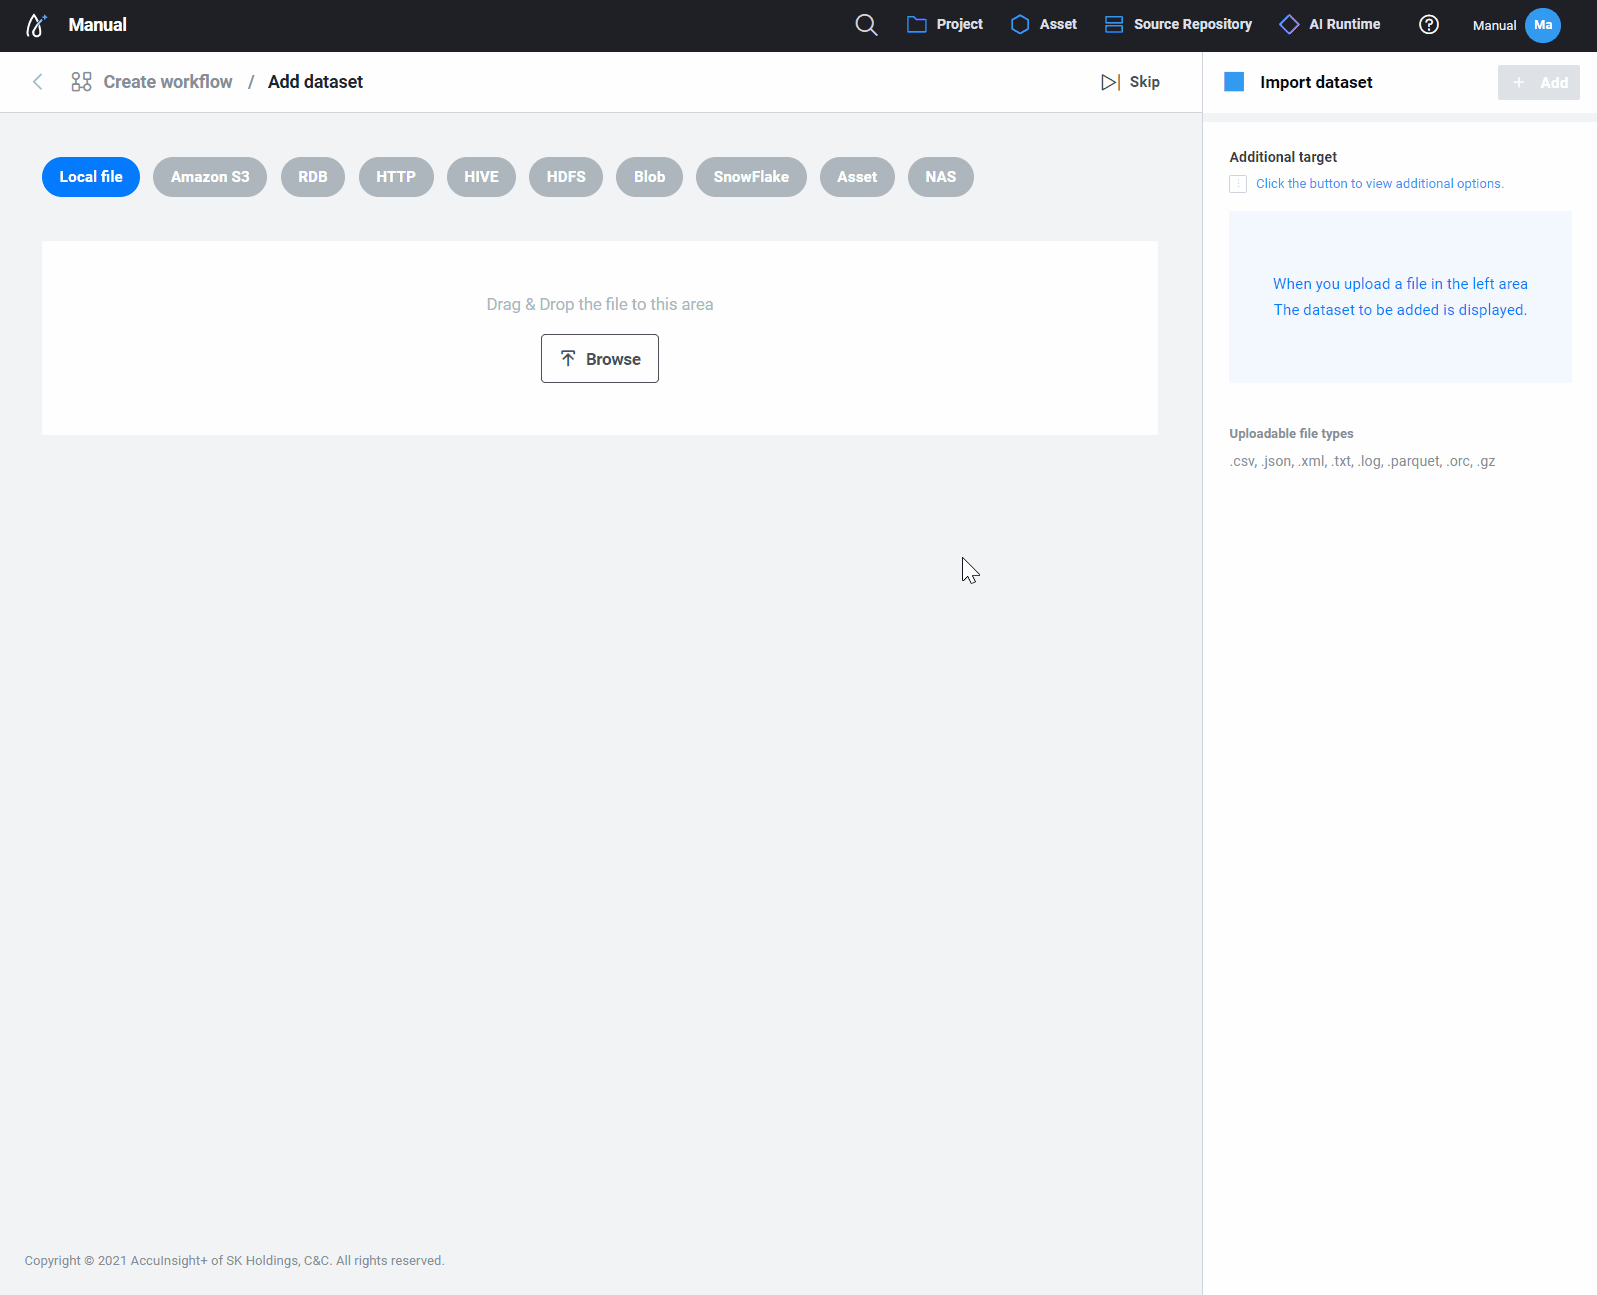 Manual
Project
Asset
Source Repository
AI Runtime
Manual
Ma
Create workflow / Add dataset
Skip
Import dataset
+ Add
Local file
Amazon S3
RDB
HTTP
HIVE
HDFS
Blob
SnowFlake
Asset
NAS
Drag & Drop the file to this area
Browse
Additional target
Click the button to view additional options.
When you upload a file in the left area
The dataset to be added is displayed.
Uploadable file types
.csv, .json, .xml, .txt, .log, .parquet, .orc, .gz
Copyright © 2021 AccuInsight+ of SK Holdings, C&C. All rights reserved.